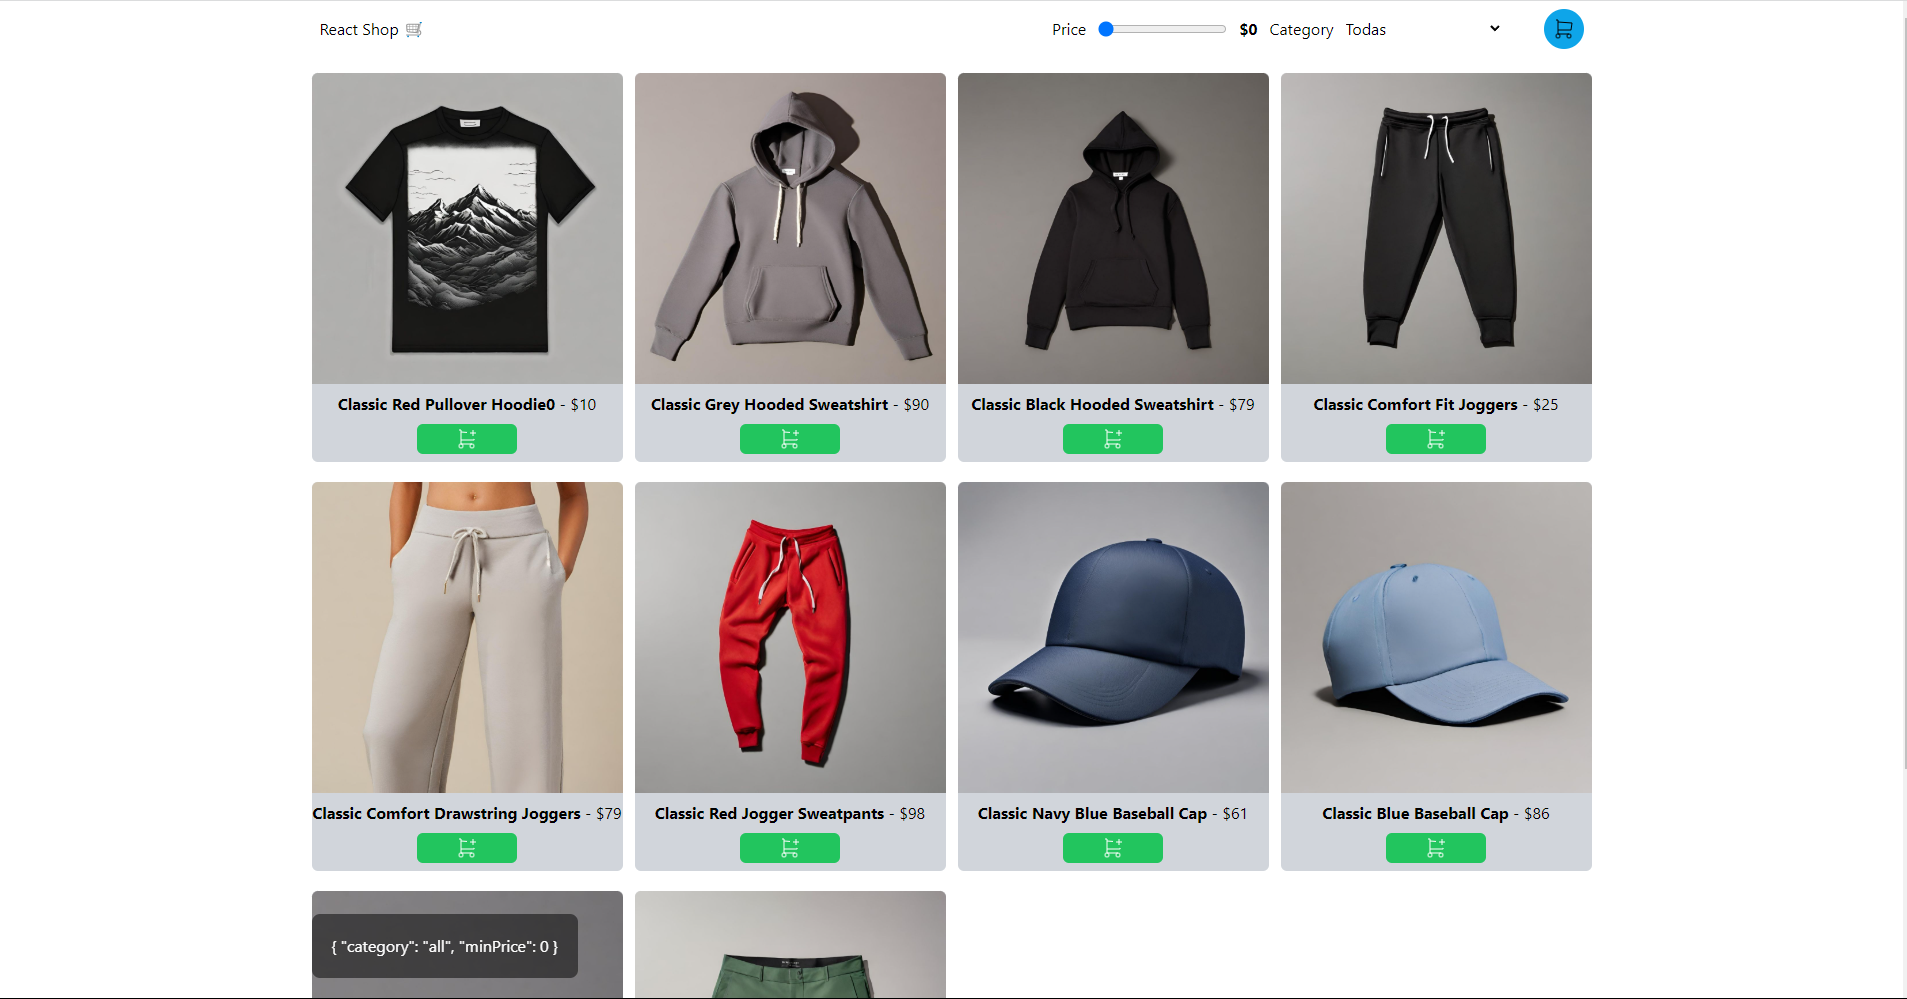 React Shop 🛒
Price $0 Category Todas
Classic Red Pullover Hoodie0 - $10
Classic Grey Hooded Sweatshirt - $90
Classic Black Hooded Sweatshirt - $79
Classic Comfort Fit Joggers - $25
Classic Comfort Drawstring Joggers - $79
Classic Red Jogger Sweatpants - $98
Classic Navy Blue Baseball Cap - $61
Classic Blue Baseball Cap - $86
{ "category": "all", "minPrice": 0 }